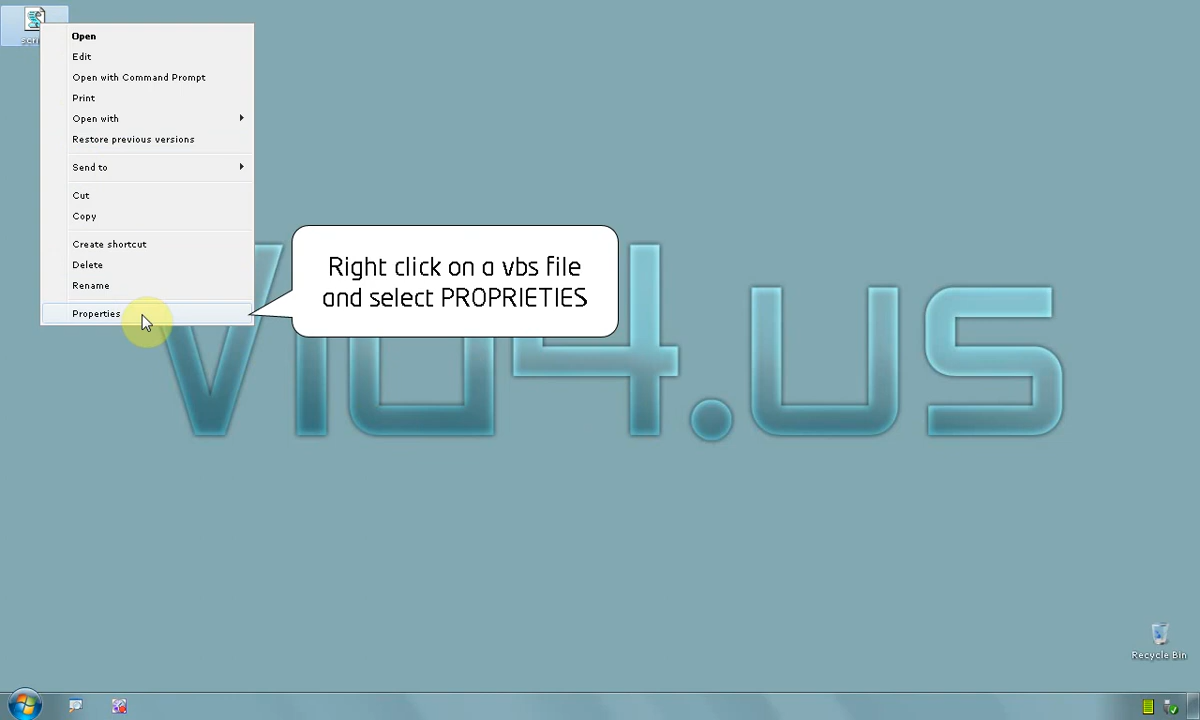 Open
Edit
Open with Command Prompt
Print
Open with
Restore previous versions
Send to
Cut
Copy
Create shortcut
Delete
Rename
Properties
Right click on a vbs file
and select PROPRIETIES
vio4.us
Recycle Bin